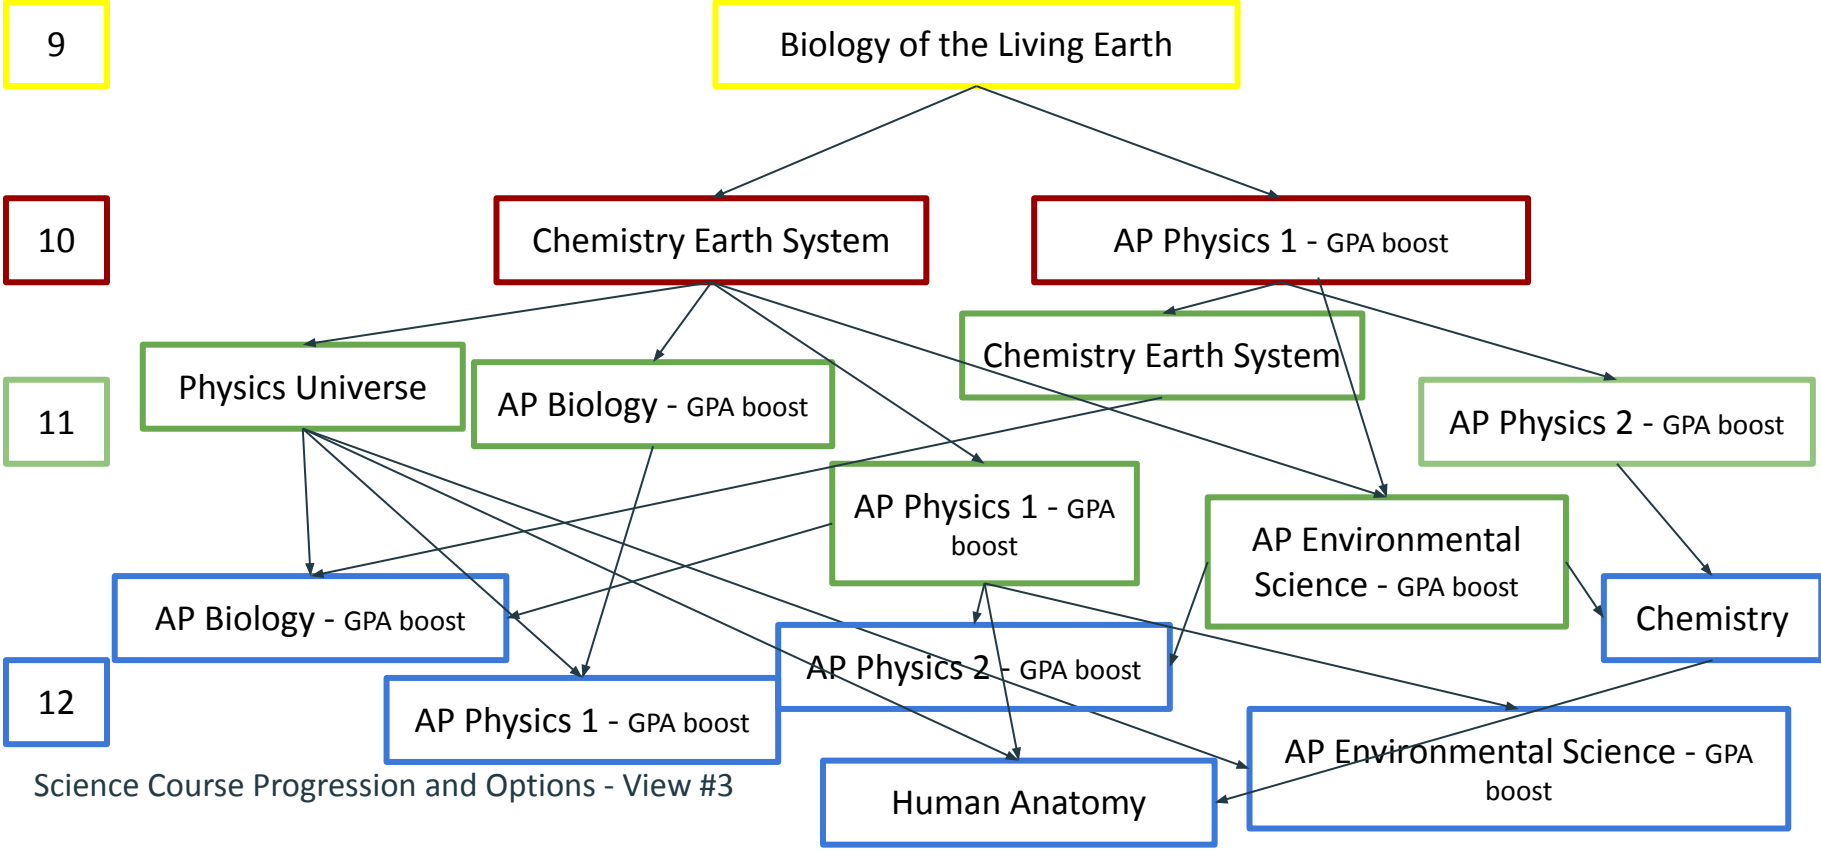 9
Biology of the Living Earth
10
Chemistry Earth System
AP Physics 1 - GPA boost
11
Physics Universe
AP Biology - GPA boost
Chemistry Earth System
AP Physics 2 - GPA boost
AP Physics 1 - GPA
boost
AP Environmental
Science - GPA boost
12
AP Biology - GPA boost
AP Physics 1 - GPA boost
AP Physics 2 - GPA boost
Chemistry
Human Anatomy
AP Environmental Science - GPA
boost
Science Course Progression and Options - View #3